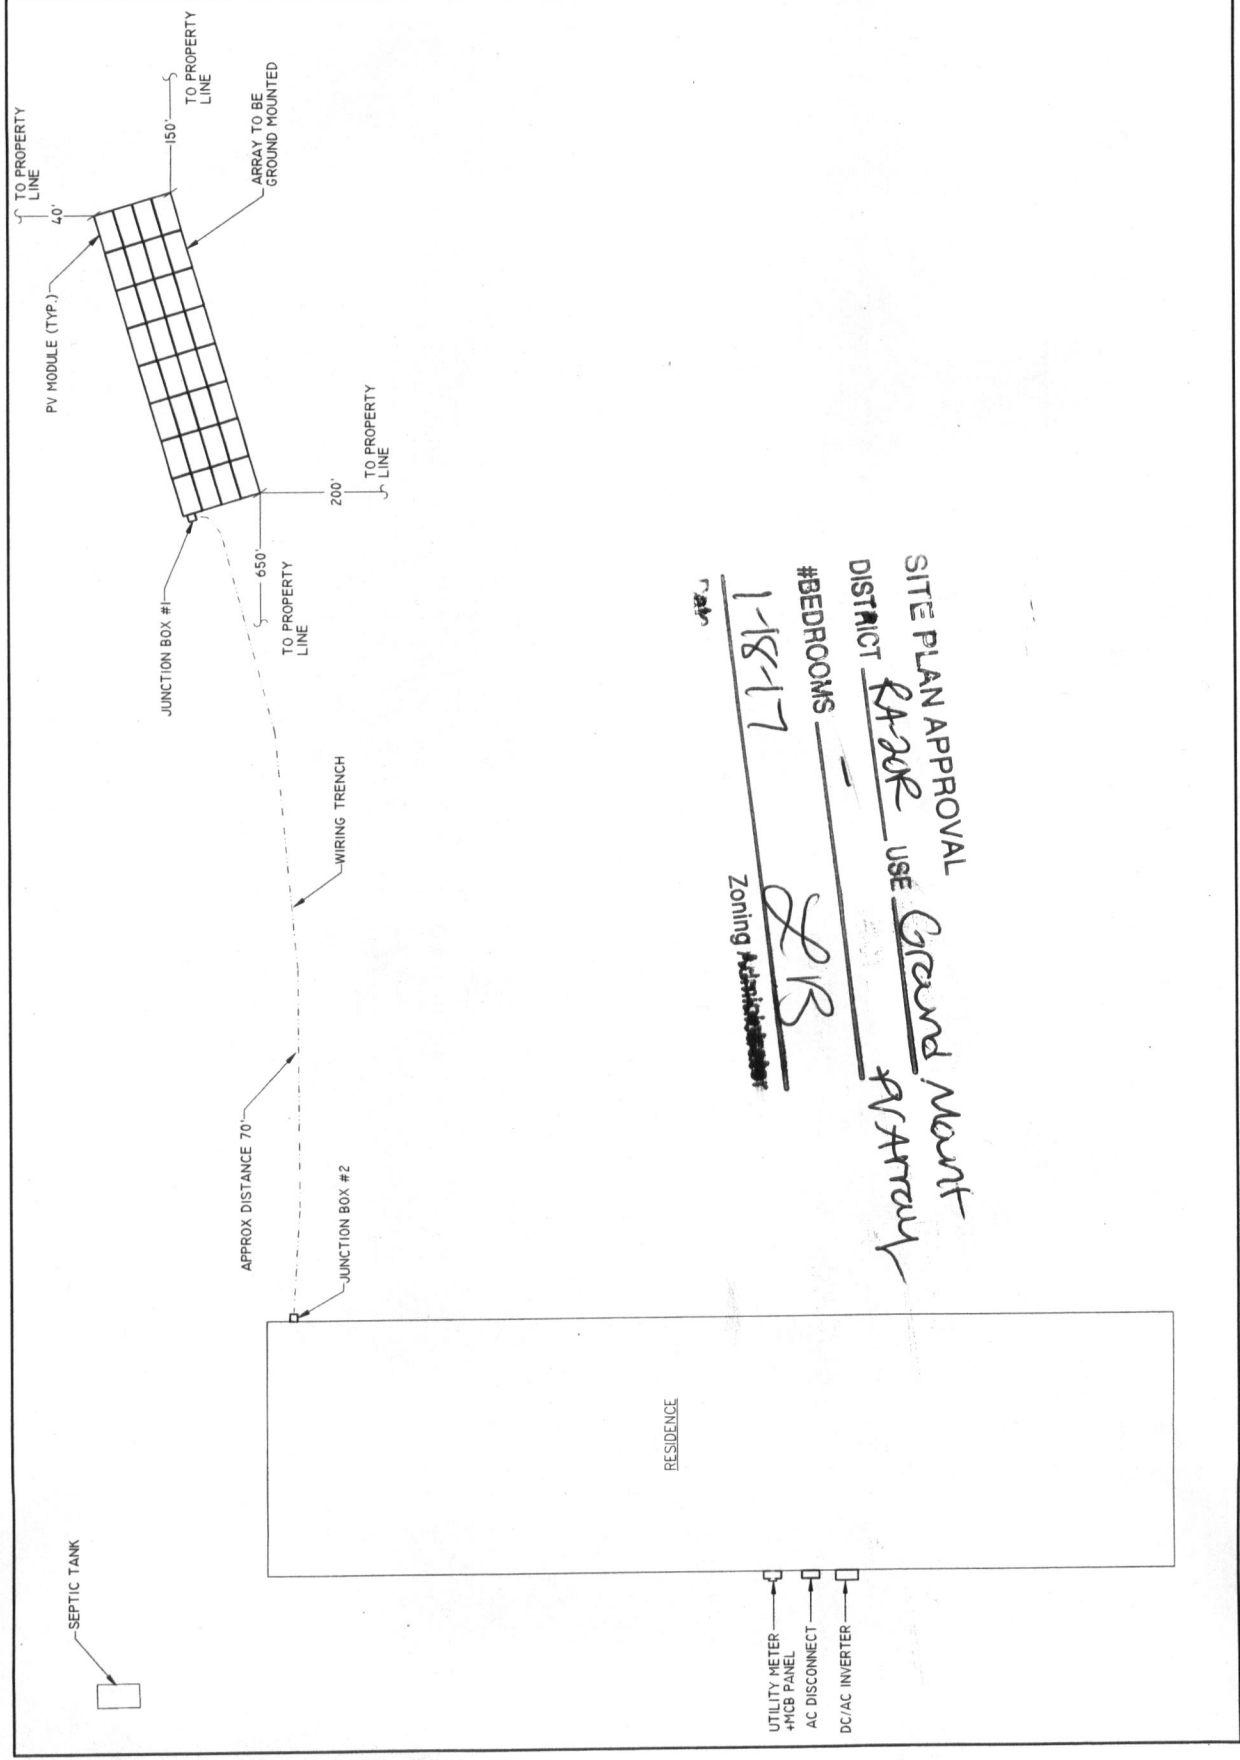 SEPTIC TANK
UTILITY METER
+MCB PANEL
AC DISCONNECT
DC/AC INVERTER
RESIDENCE
APPROX DISTANCE 70'
JUNCTION BOX #2
WIRING TRENCH
JUNCTION BOX #1
650'
TO PROPERTY
LINE
200'
TO PROPERTY
LINE
PV MODULE (TYP.)
40'
TO PROPERTY
LINE
150'
TO PROPERTY
LINE
ARRAY TO BE
GROUND MOUNTED
SITE PLAN APPROVAL
DISTRICT RA-20R USE Ground Mount
PV Array
#BEDROOMS -
1-18-17 LB
Zoning